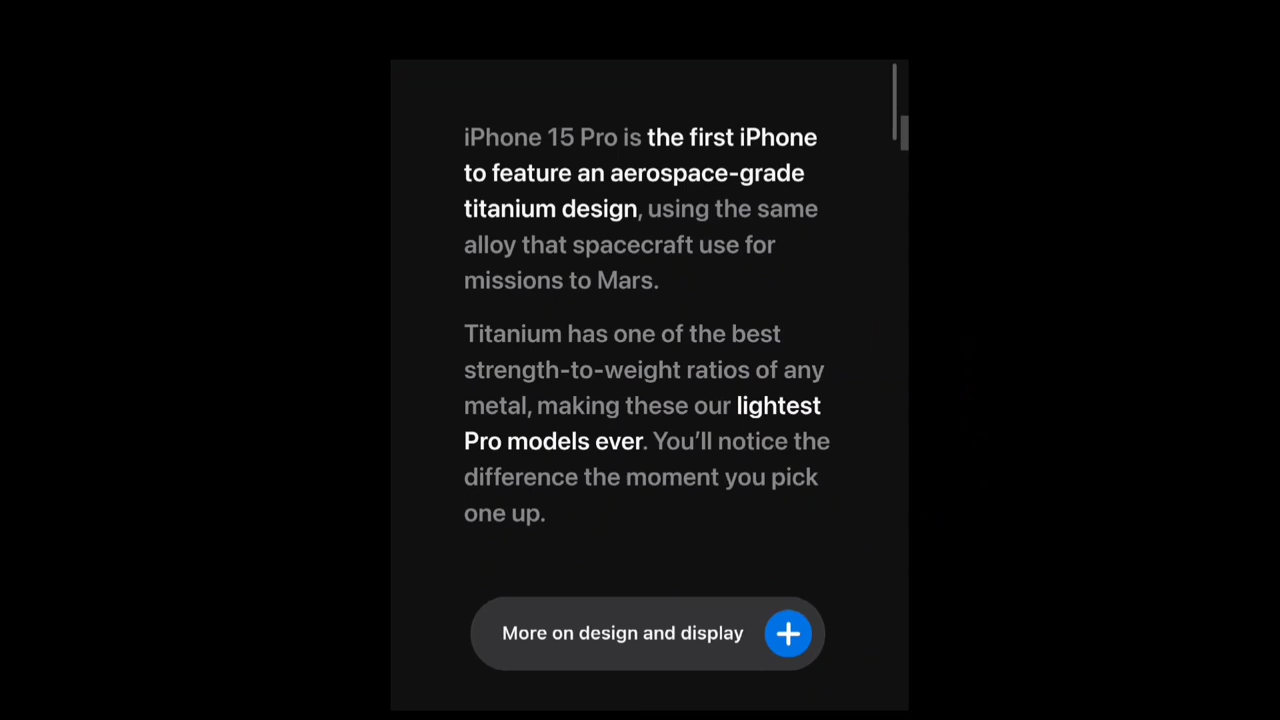 iPhone 15 Pro is the first iPhone
to feature an aerospace-grade
titanium design, using the same
alloy that spacecraft use for
missions to Mars.
Titanium has one of the best
strength-to-weight ratios of any
metal, making these our lightest
Pro models ever. You’ll notice the
difference the moment you pick
one up.
More on design and display